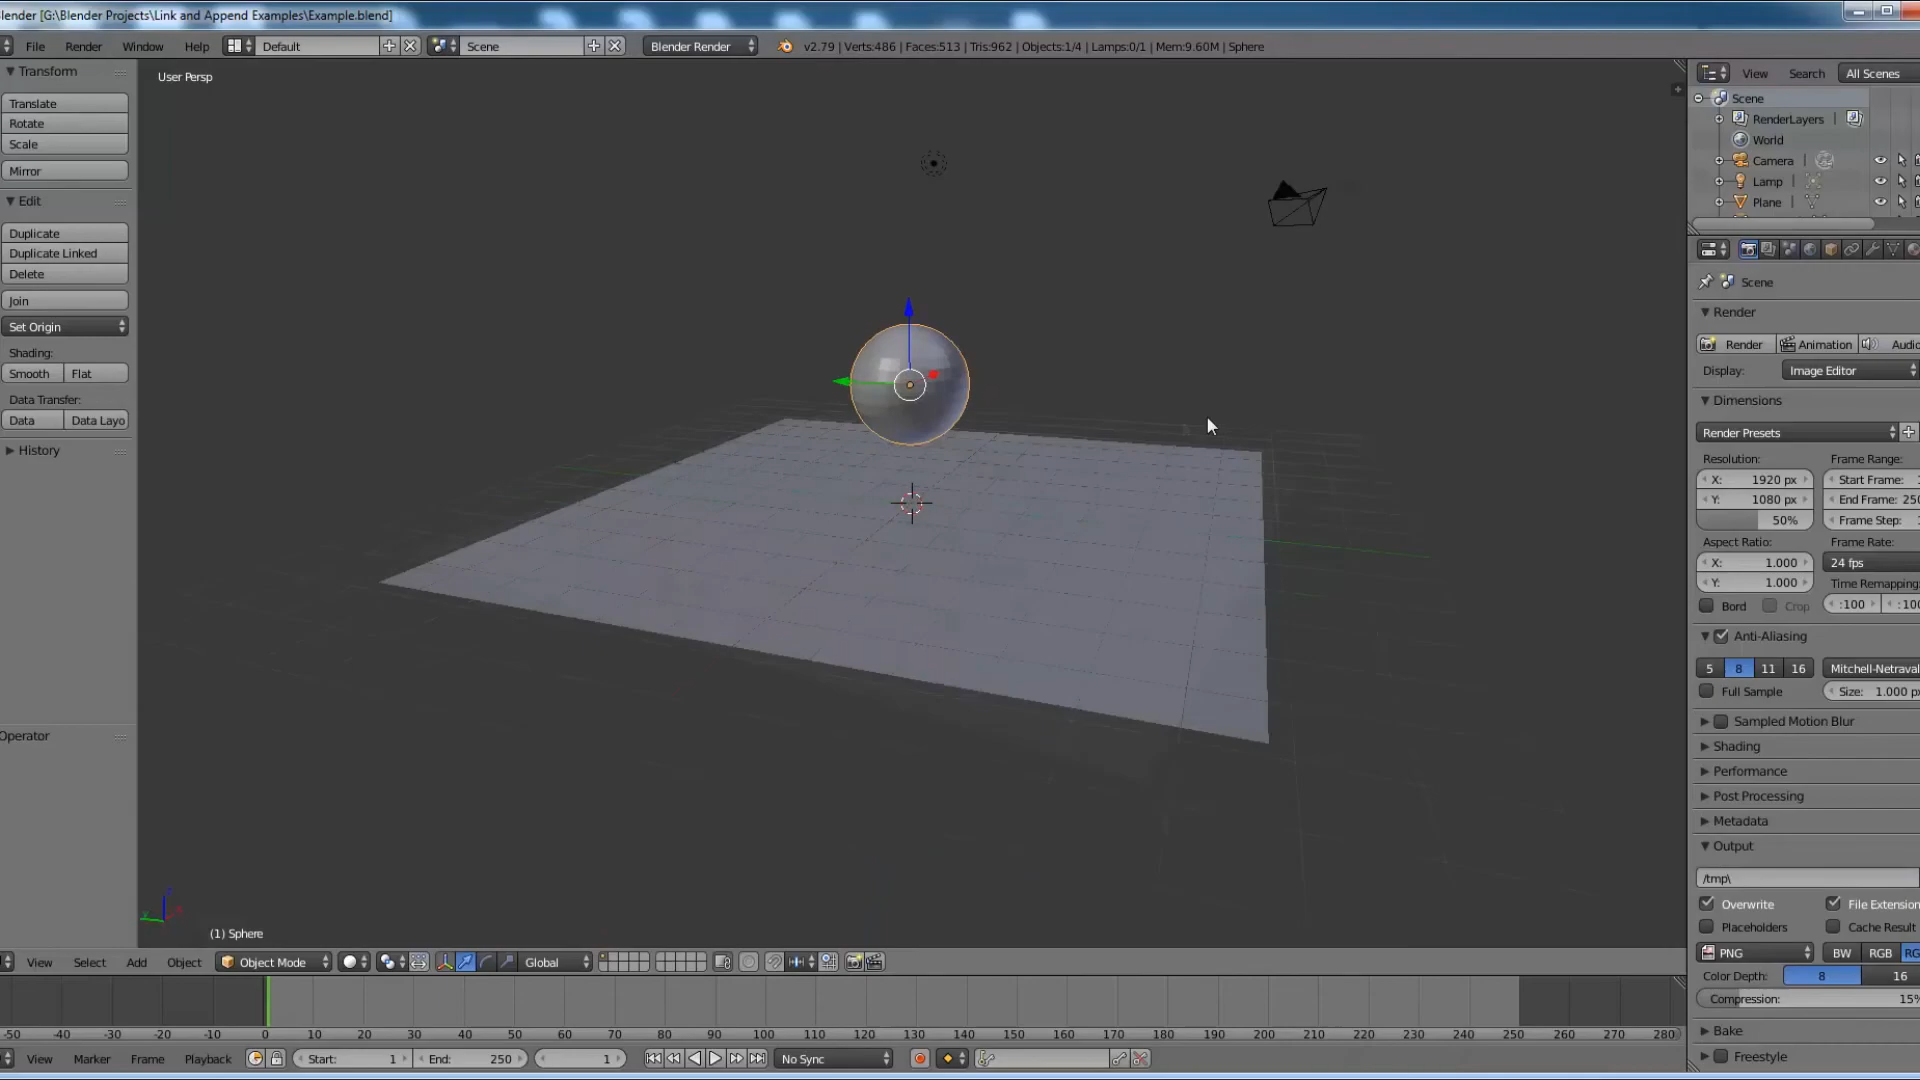 lender [G:\Blender Projects\Link and Append Examples\Example.blend]
File Render Window Help Default Scene Blender Render v2.79 | Verts:486 | Faces:513 | Tris:962 | Objects:1/4 | Lamps:0/1 | Mem:9.60M | Sphere
Transform
Translate
Rotate
Scale
Mirror
Edit
Duplicate
Duplicate Linked
Delete
Join
Set Origin
Shading:
Smooth Flat
Data Transfer:
Data Data Layo
History
Operator
User Persp
(1) Sphere
View Search All Scenes
Scene
RenderLayers |
World
Camera |
Lamp |
Plane |
Scene
Render
Render Animation Audio
Display: Image Editor
Dimensions
Render Presets
Resolution: Frame Range:
X: 1920 px Start Frame: 1
Y: 1080 px End Frame: 250
50% Frame Step:
Aspect Ratio: Frame Rate:
X: 1.000 24 fps
Y: 1.000 Time Remapping:
Bord Crop :100 :100
Anti-Aliasing
5 8 11 16 Mitchell-Netraval
Full Sample Size: 1.000 px
Sampled Motion Blur
Shading
Performance
Post Processing
Metadata
Output
/tmp\
Overwrite File Extension
Placeholders Cache Result
PNG BW RGB RG
Color Depth: 8 16
Compression: 15%
Bake
Freestyle
View Select Add Object Object Mode Global
-50 -40 -30 -20 -10 0 10 20 30 40 50 60 70 80 90 100 110 120 130 140 150 160 170 180 190 200 210 220 230 240 250 260 270 280
View Marker Frame Playback Start: 1 End: 250 1 No Sync